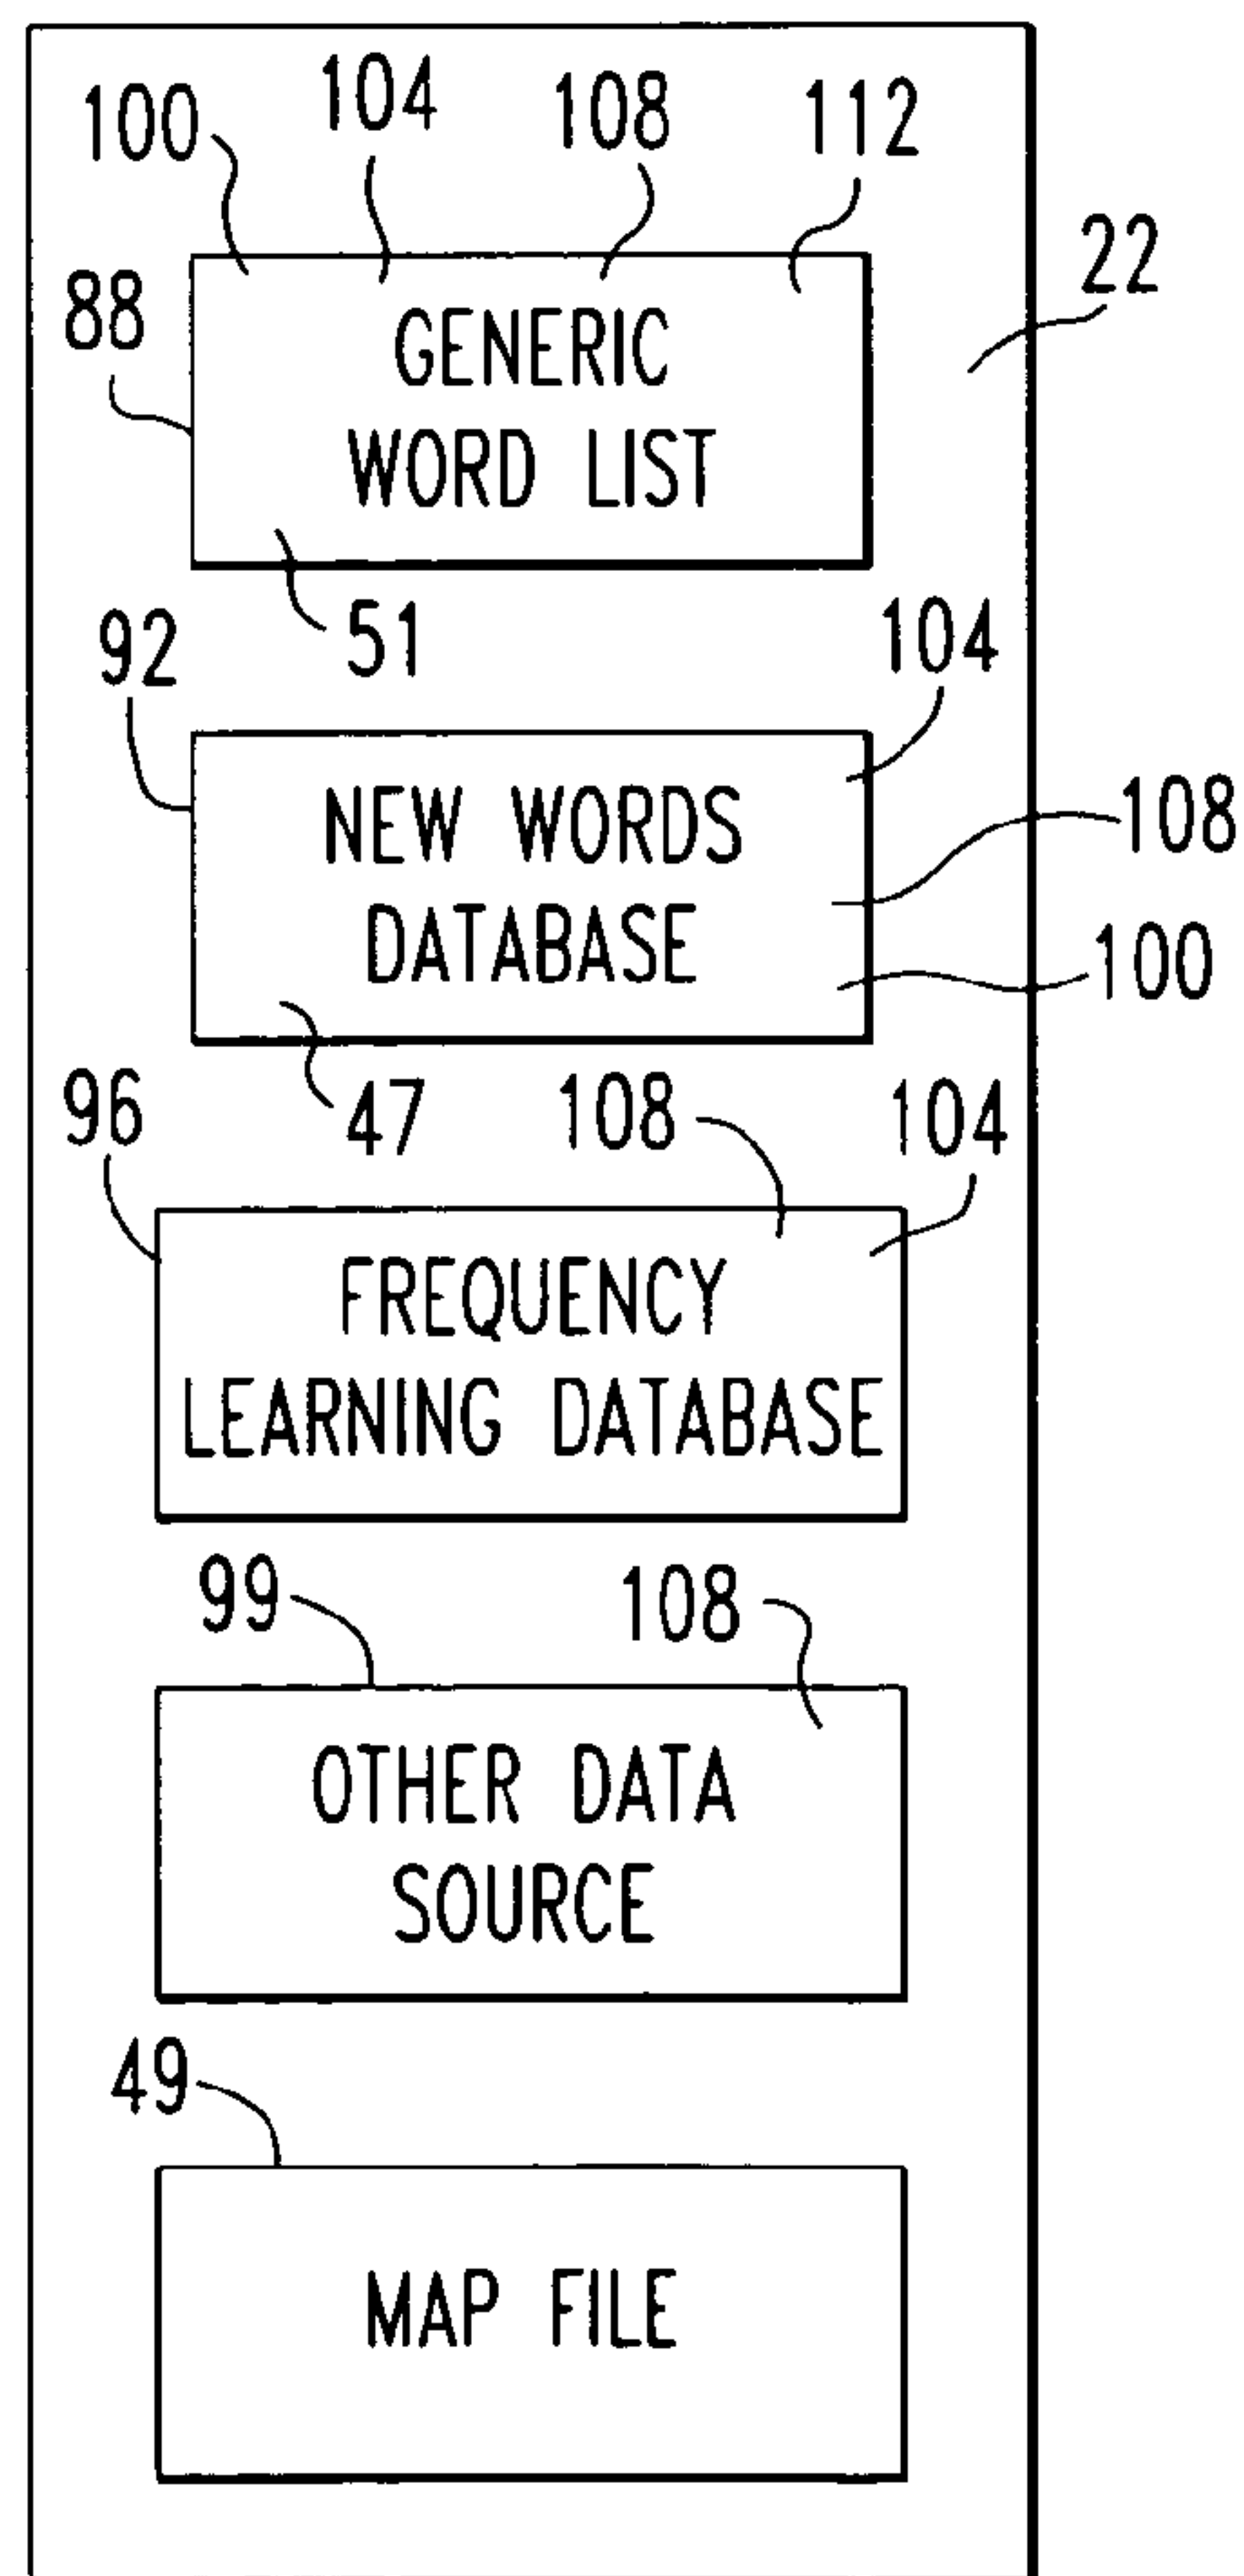 100 104 108 112
22
88
GENERIC
WORD LIST
51
92
104
NEW WORDS
108
DATABASE
100
47
96
108
104
FREQUENCY
LEARNING DATABASE
99
108
OTHER DATA
SOURCE
49
MAP FILE